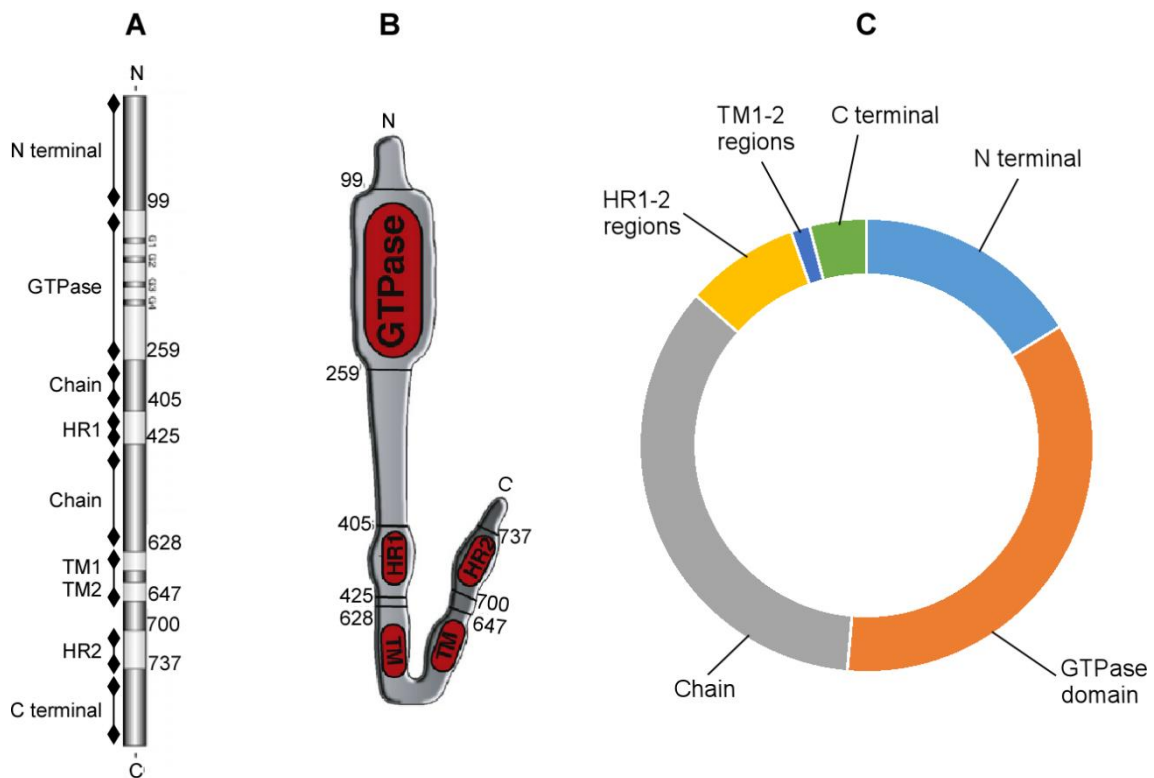 A
N
N terminal
99
G1
G2
G3
G4
GTPase
259
Chain
405
HR1
425
Chain
628
TM1
TM2
647
700
HR2
737
C terminal
C
B
N
99
GTPase
259
405
HR1
425
628
TM
TM
647
700
HR2
737
C
C
TM1-2
regions
C terminal
N terminal
HR1-2
regions
Chain
GTPase
domain